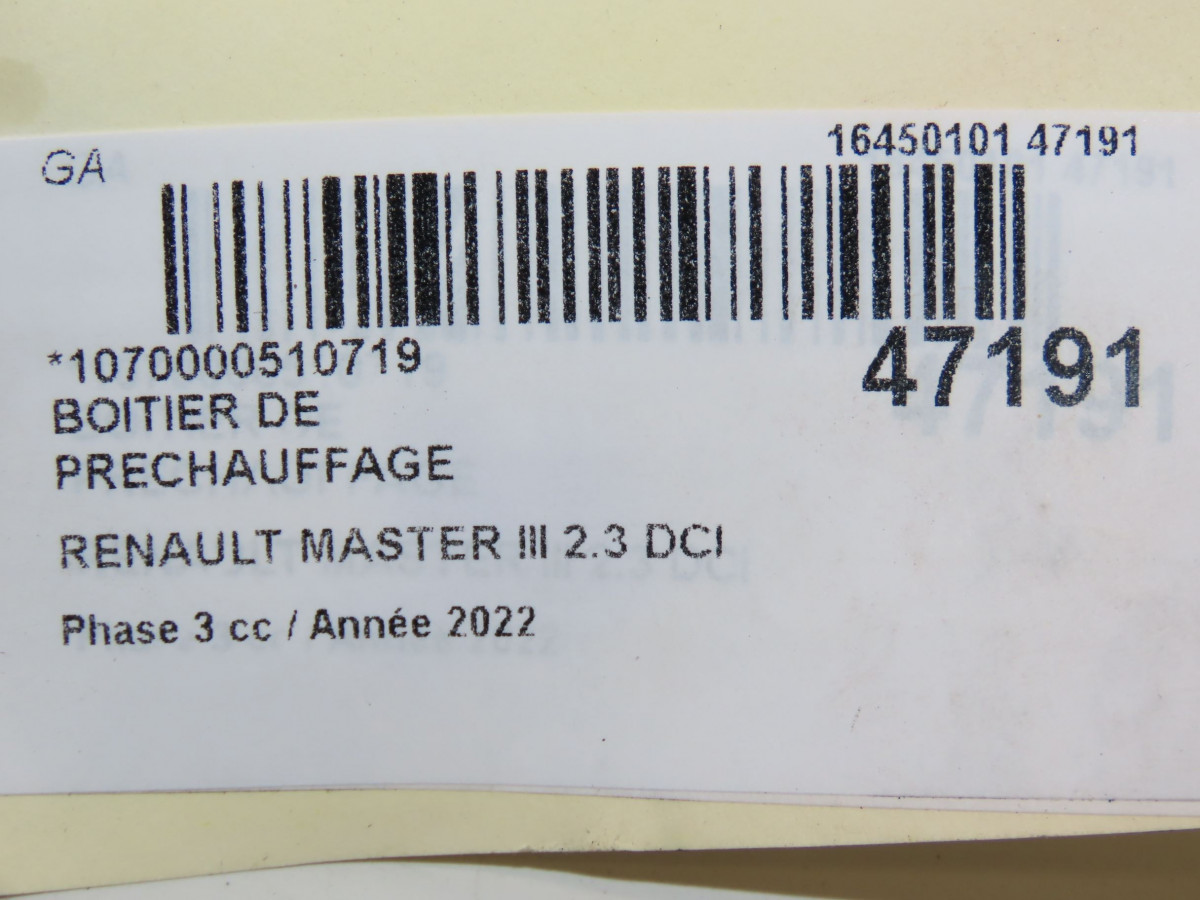 GA
16450101 47191
*1070000510719
47191
BOITIER DE
PRECHAUFFAGE
RENAULT MASTER III 2.3 DCI
Phase 3 cc / Année 2022